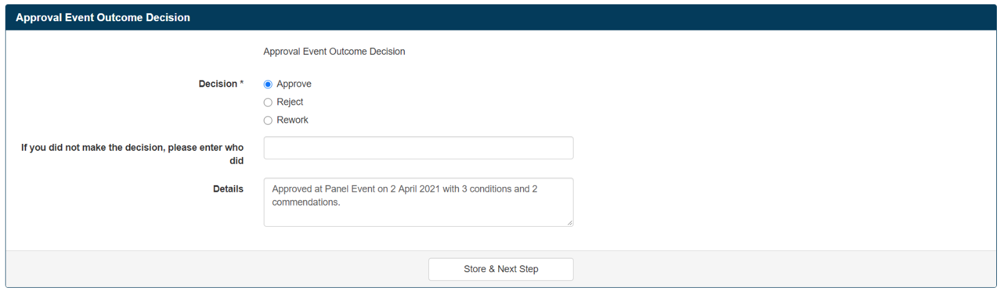 Approval Event Outcome Decision
Approval Event Outcome Decision
Decision *
Approve
Reject
Rework
If you did not make the decision, please enter who
did
Details
Approved at Panel Event on 2 April 2021 with 3 conditions and 2
commendations.
Store & Next Step